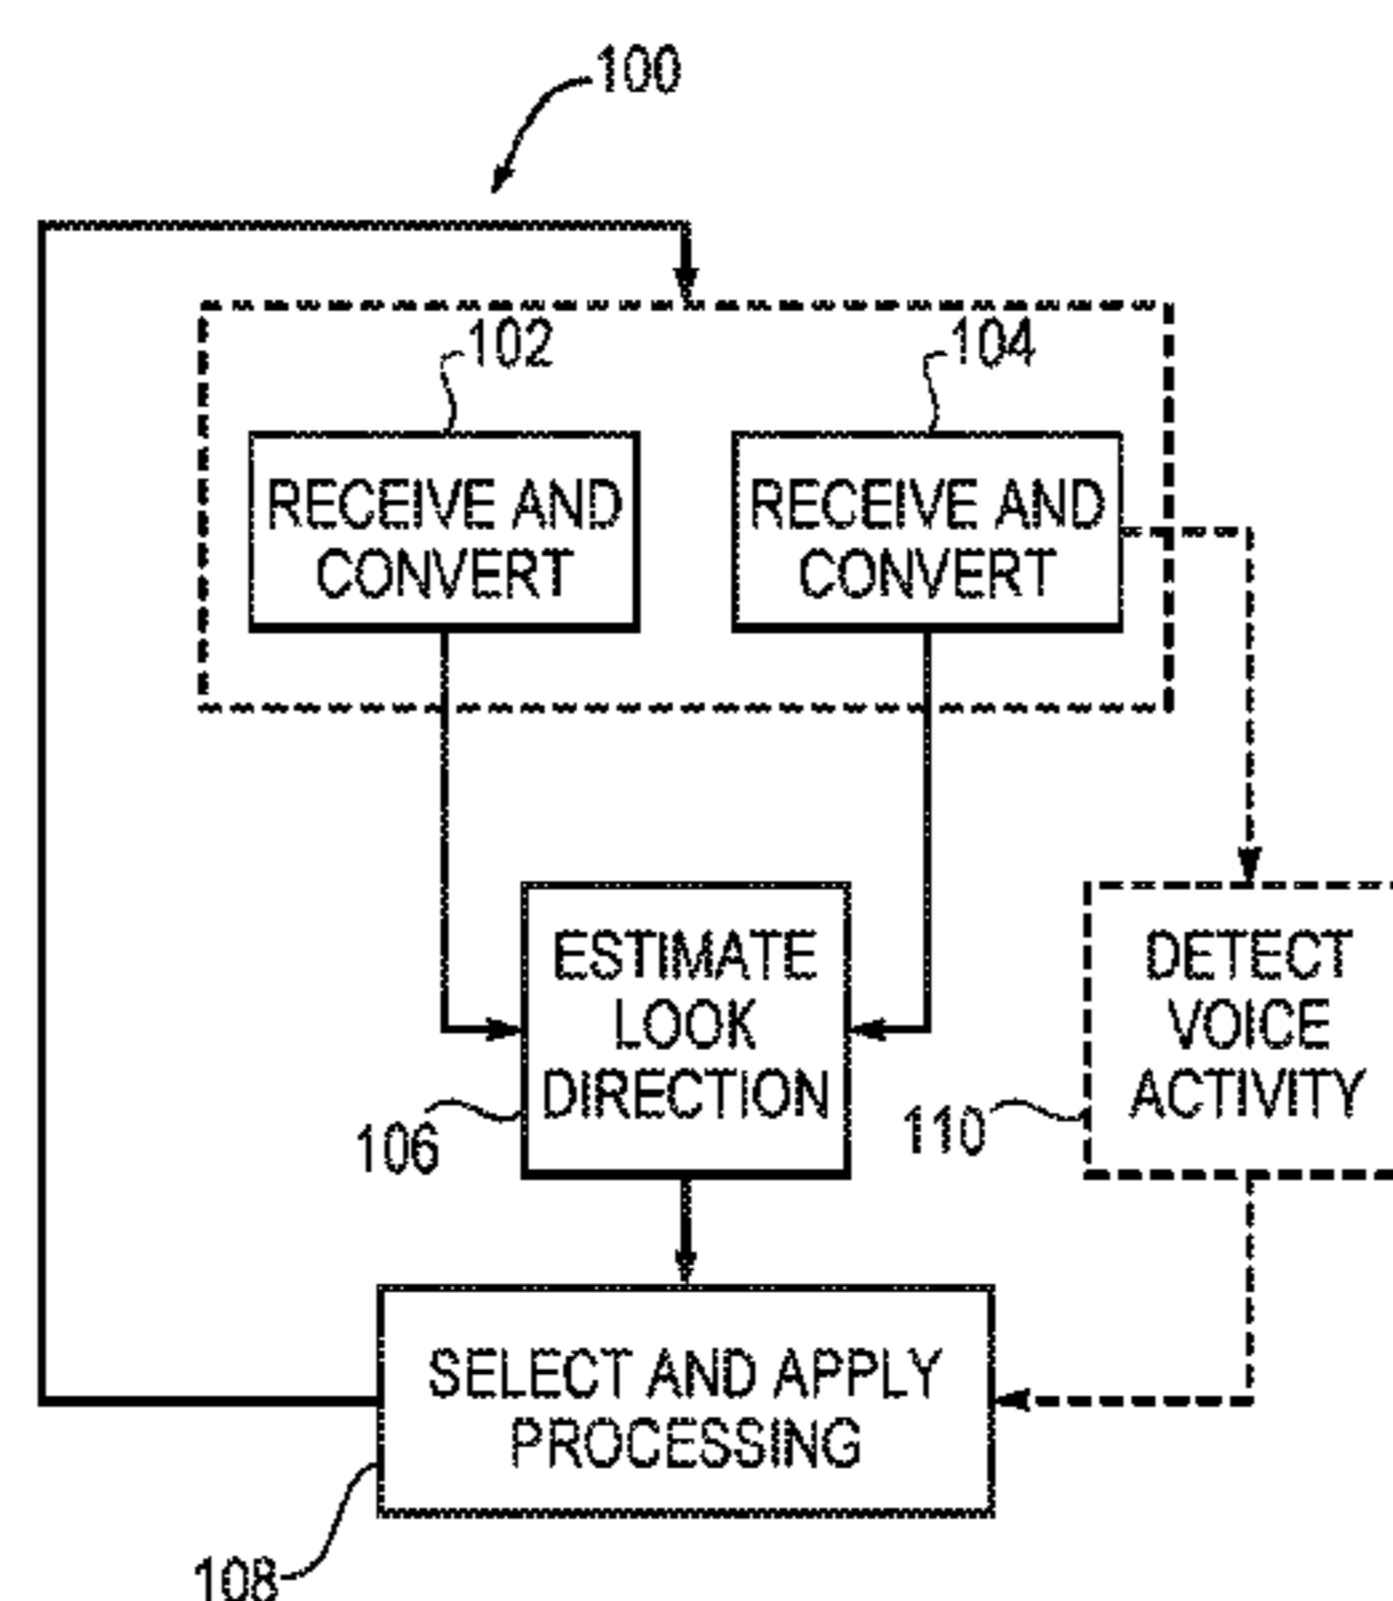 100
102
104
RECEIVE AND
CONVERT
RECEIVE AND
CONVERT
ESTIMATE
LOOK
DIRECTION
106
DETECT
VOICE
ACTIVITY
110
SELECT AND APPLY
PROCESSING
108